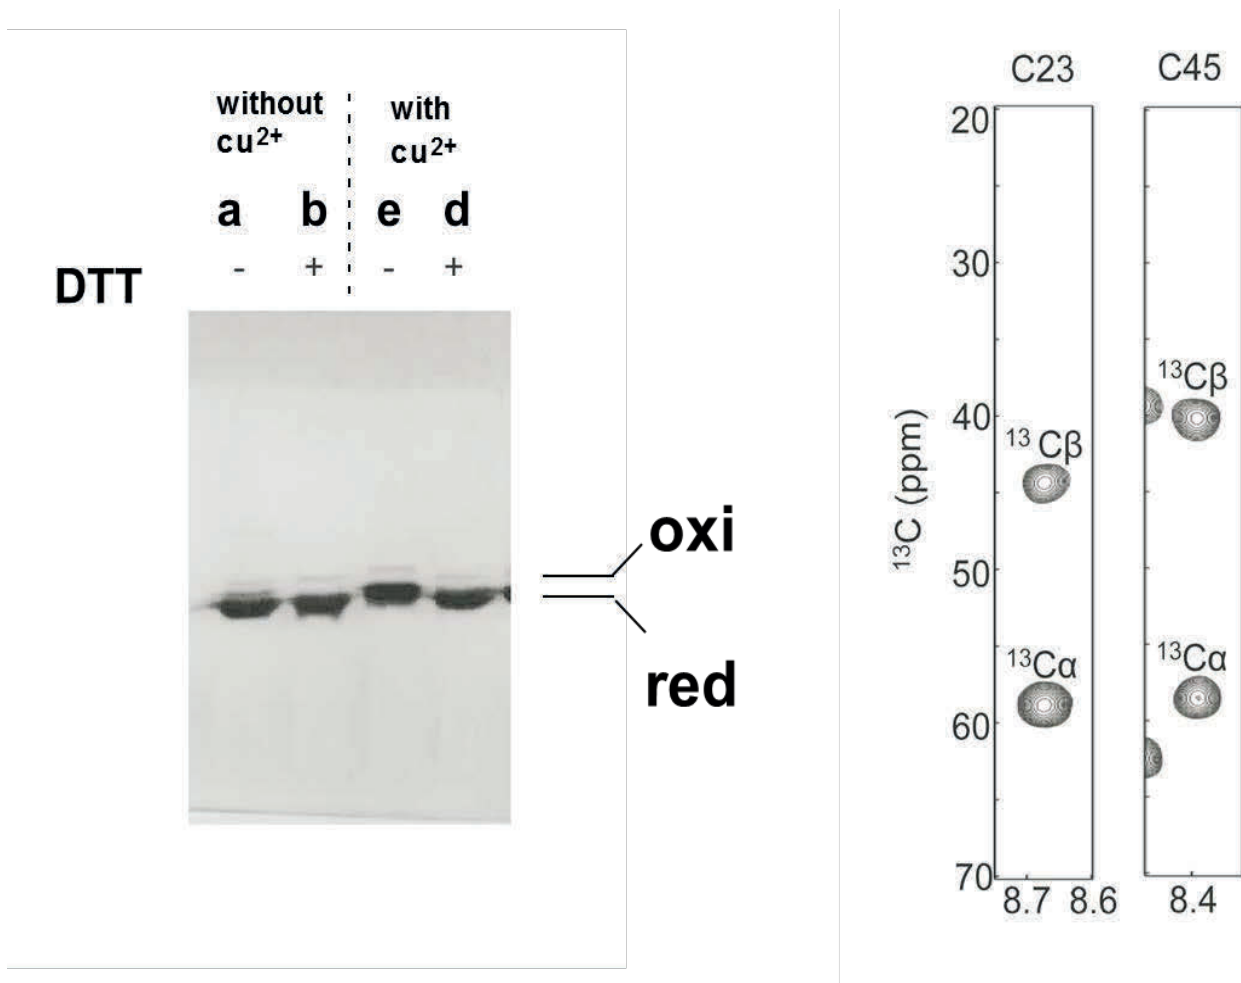 without
cu2+
with
cu2+
a b e d
DTT - + - +
oxi
red
C23 C45
20
30
40
50
60
70
13C (ppm)
13Cβ
13Cα
13Cβ
13Cα
8.7 8.6
8.4